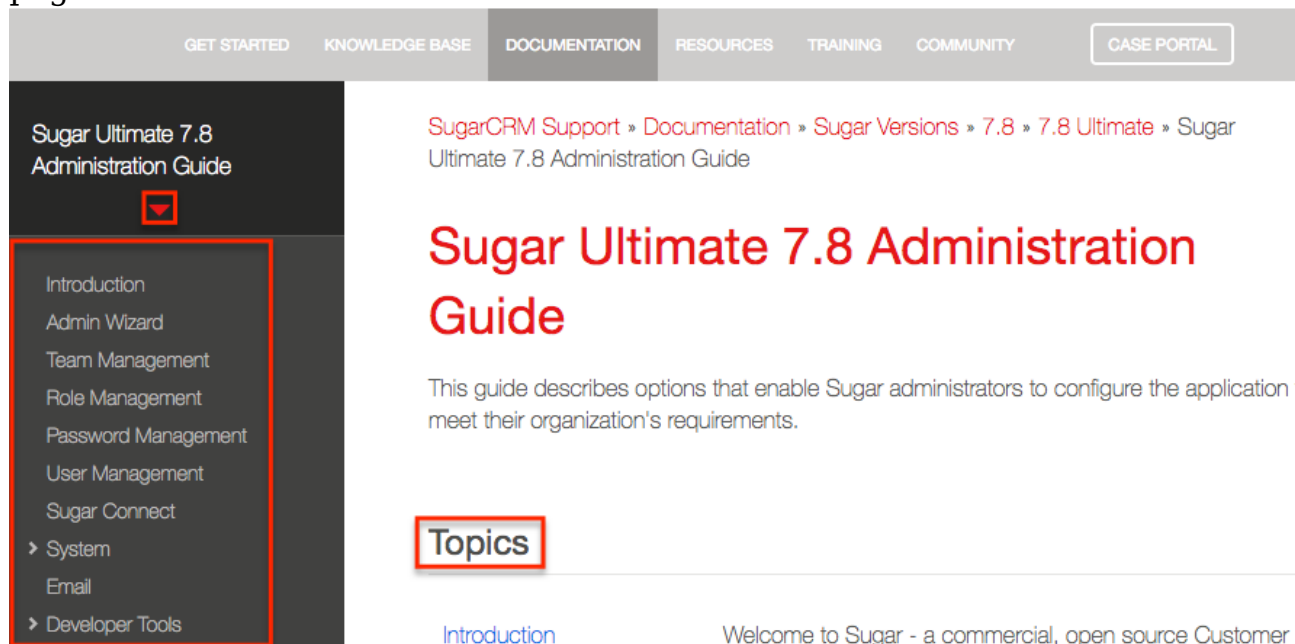 GET STARTED KNOWLEDGE BASE DOCUMENTATION RESOURCES TRAINING COMMUNITY CASE PORTAL
Sugar Ultimate 7.8
Administration Guide
Introduction
Admin Wizard
Team Management
Role Management
Password Management
User Management
Sugar Connect
System
Email
Developer Tools
SugarCRM Support » Documentation » Sugar Versions » 7.8 » 7.8 Ultimate » Sugar
Ultimate 7.8 Administration Guide
Sugar Ultimate 7.8 Administration
Guide
This guide describes options that enable Sugar administrators to configure the application
meet their organization's requirements.
Topics
Introduction Welcome to Sugar - a commercial, open source Customer